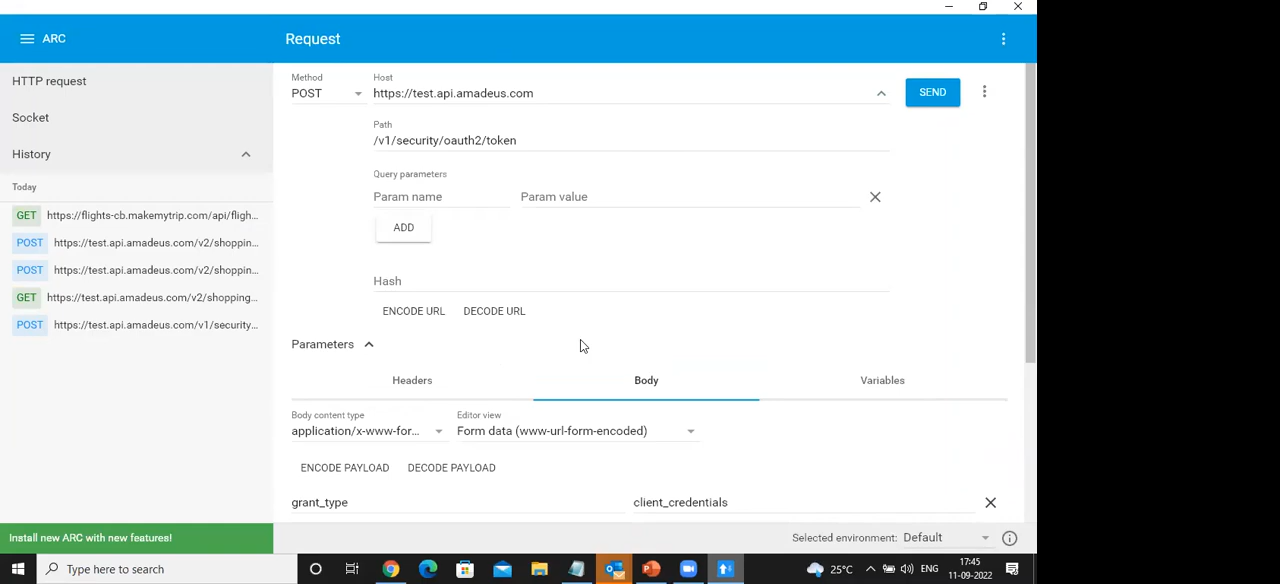 ARC
Request
HTTP request
Socket
History
Today
GET https://flights-cb.makemytrip.com/api/fligh...
POST https://test.api.amadeus.com/v2/shoppin...
POST https://test.api.amadeus.com/v2/shoppin...
GET https://test.api.amadeus.com/v2/shopping...
POST https://test.api.amadeus.com/v1/security...
Install new ARC with new features!
Method
POST
Host
https://test.api.amadeus.com
SEND
Path
/v1/security/oauth2/token
Query parameters
Param name Param value
ADD
Hash
ENCODE URL DECODE URL
Parameters
Headers Body Variables
Body content type Editor view
application/x-www-for... Form data (www-url-form-encoded)
ENCODE PAYLOAD DECODE PAYLOAD
grant_type client_credentials
Selected environment: Default
Type here to search
25°C
ENG
17:45
11-09-2022